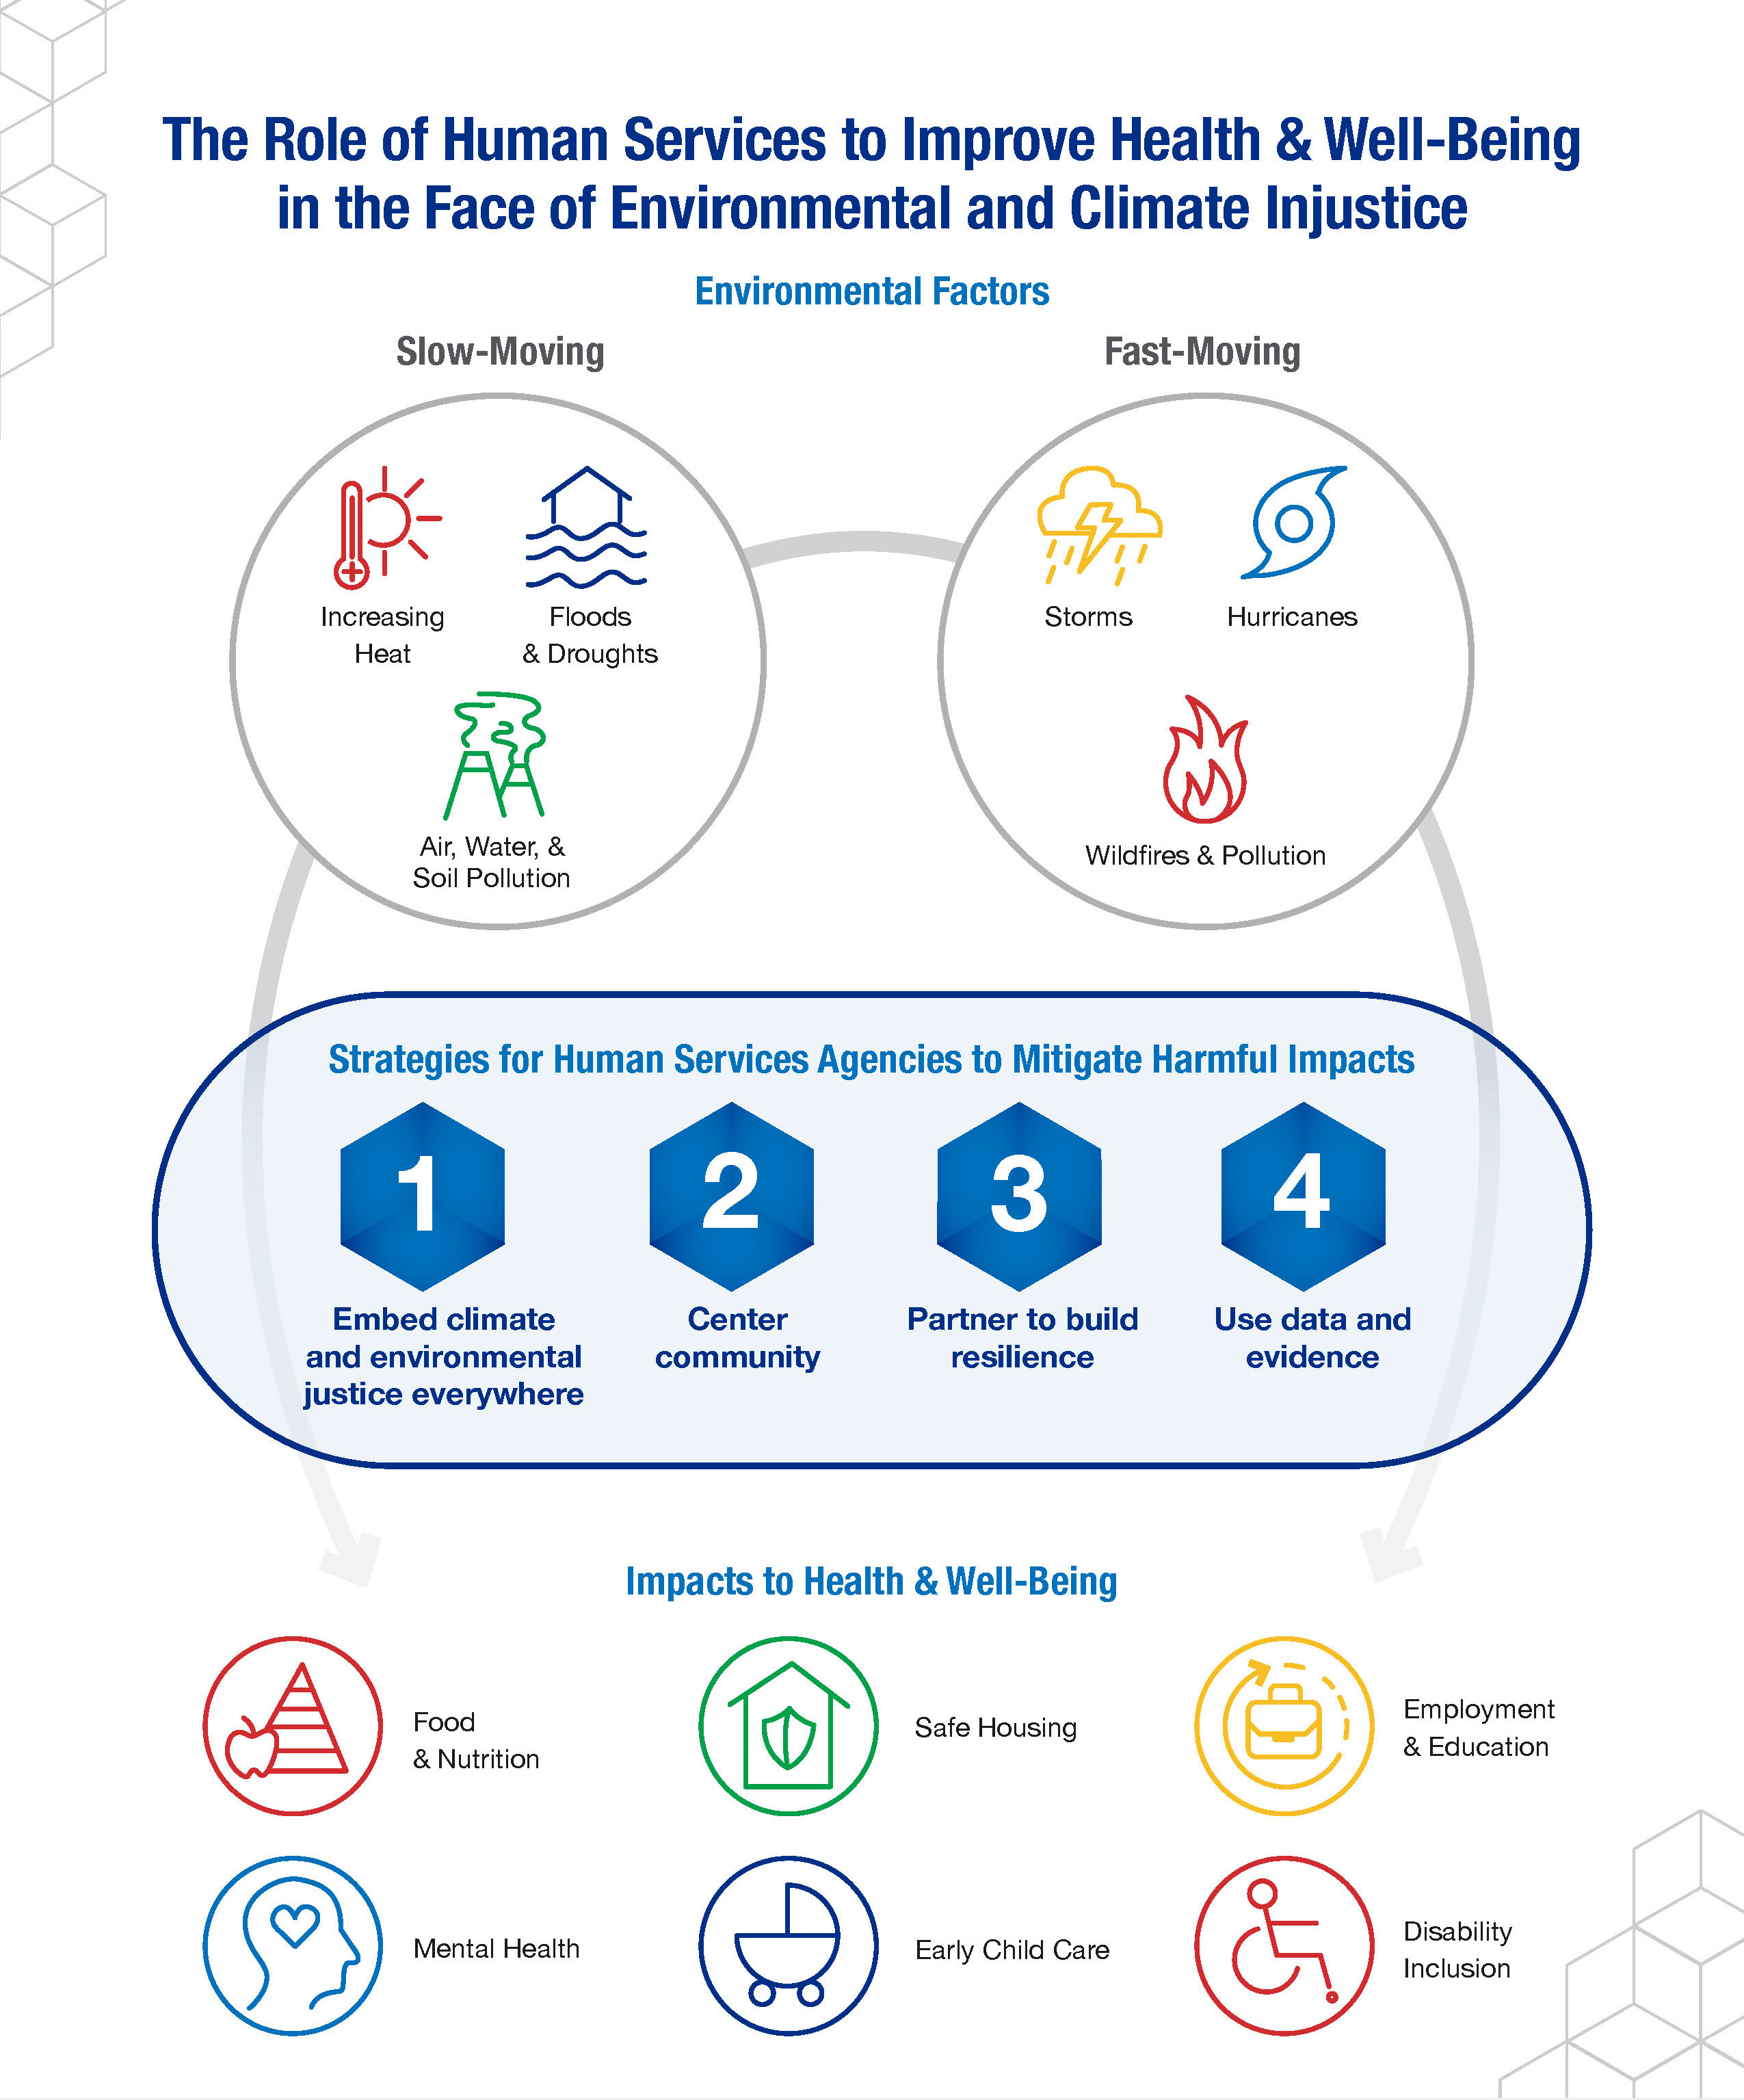 The Role of Human Services to Improve Health & Well-Being
in the Face of Environmental and Climate Injustice
Environmental Factors
Slow-Moving
Fast-Moving
Increasing
Heat
Floods
& Droughts
Air, Water, &
Soil Pollution
Storms
Hurricanes
Wildfires & Pollution
Strategies for Human Services Agencies to Mitigate Harmful Impacts
1
Embed climate
and environmental
justice everywhere
2
Center
community
3
Partner to build
resilience
4
Use data and
evidence
Impacts to Health & Well-Being
Food
& Nutrition
Safe Housing
Employment
& Education
Mental Health
Early Child Care
Disability
Inclusion